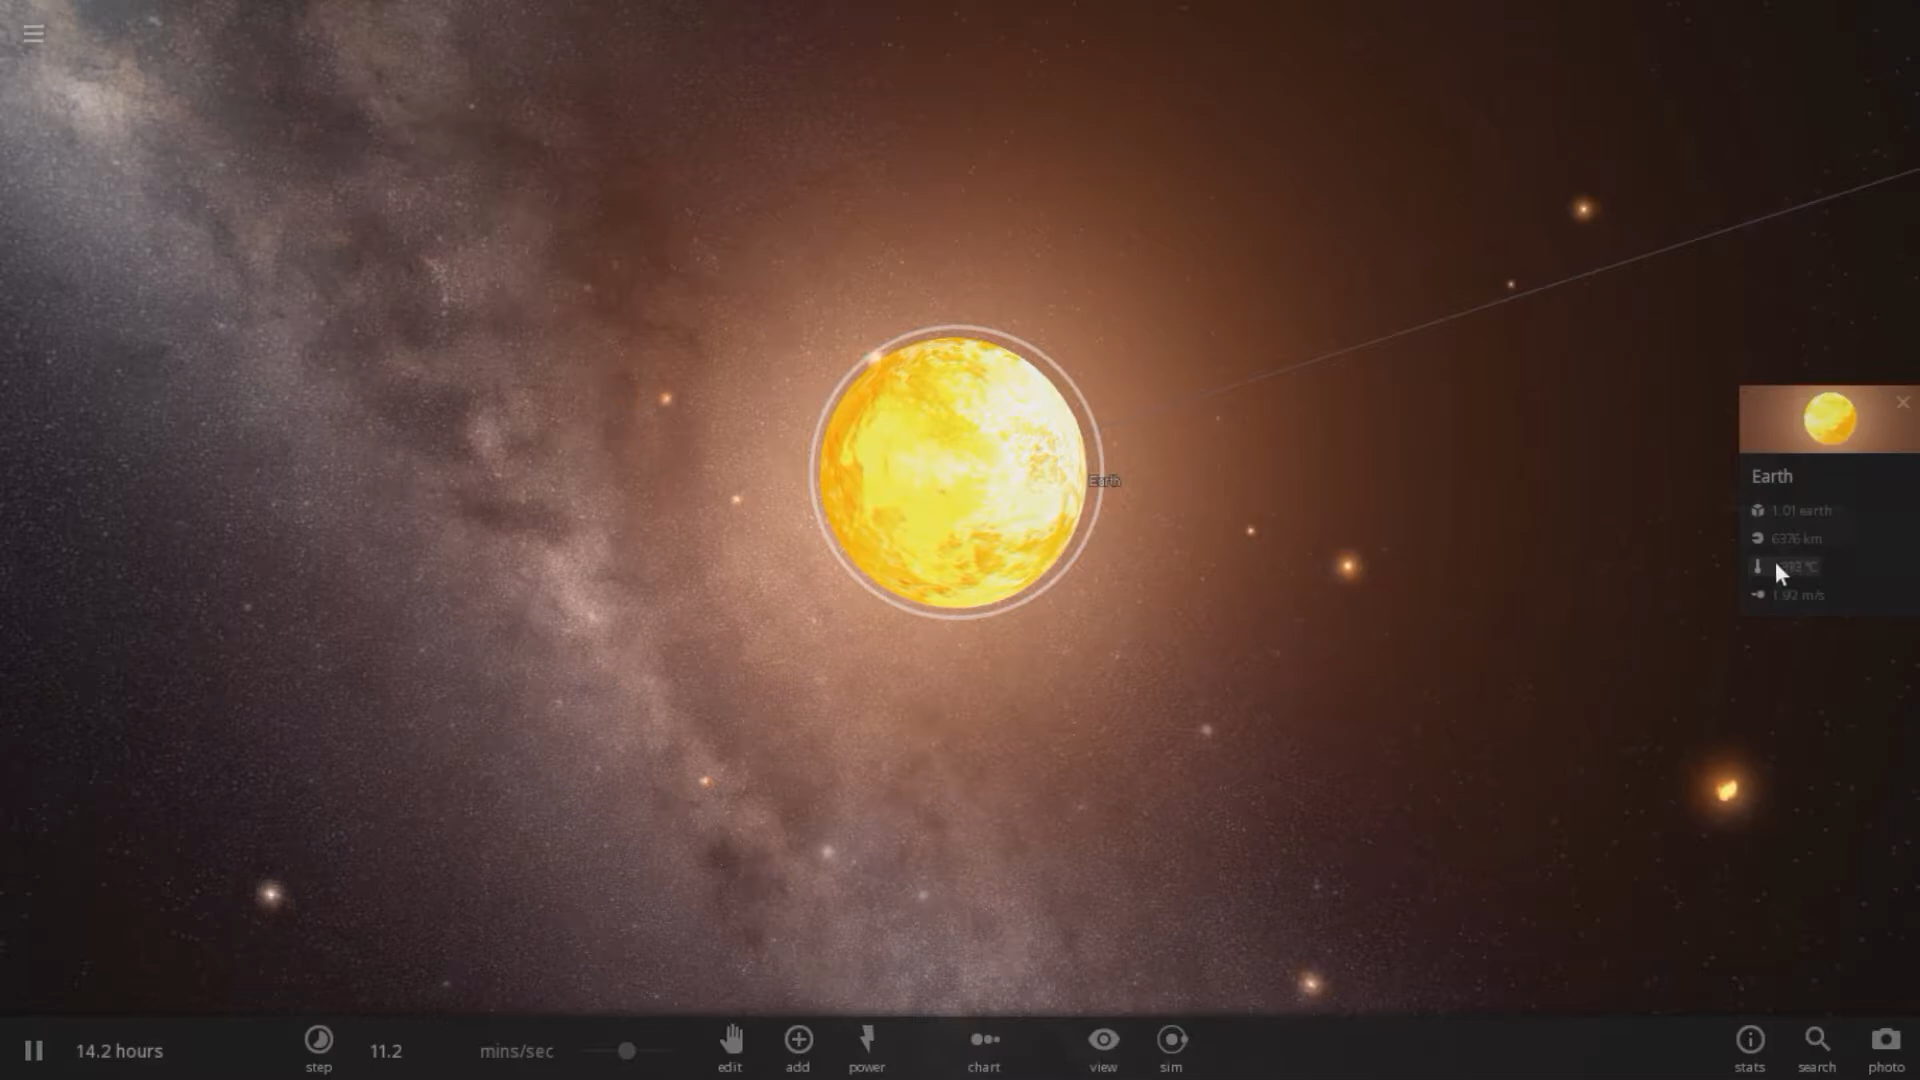 Earth
Earth
1.01 earth
6376 km
1.92 m/s
14.2 hours
step
11.2
mins/sec
edit
add
power
chart
view
sim
stats
search
photo